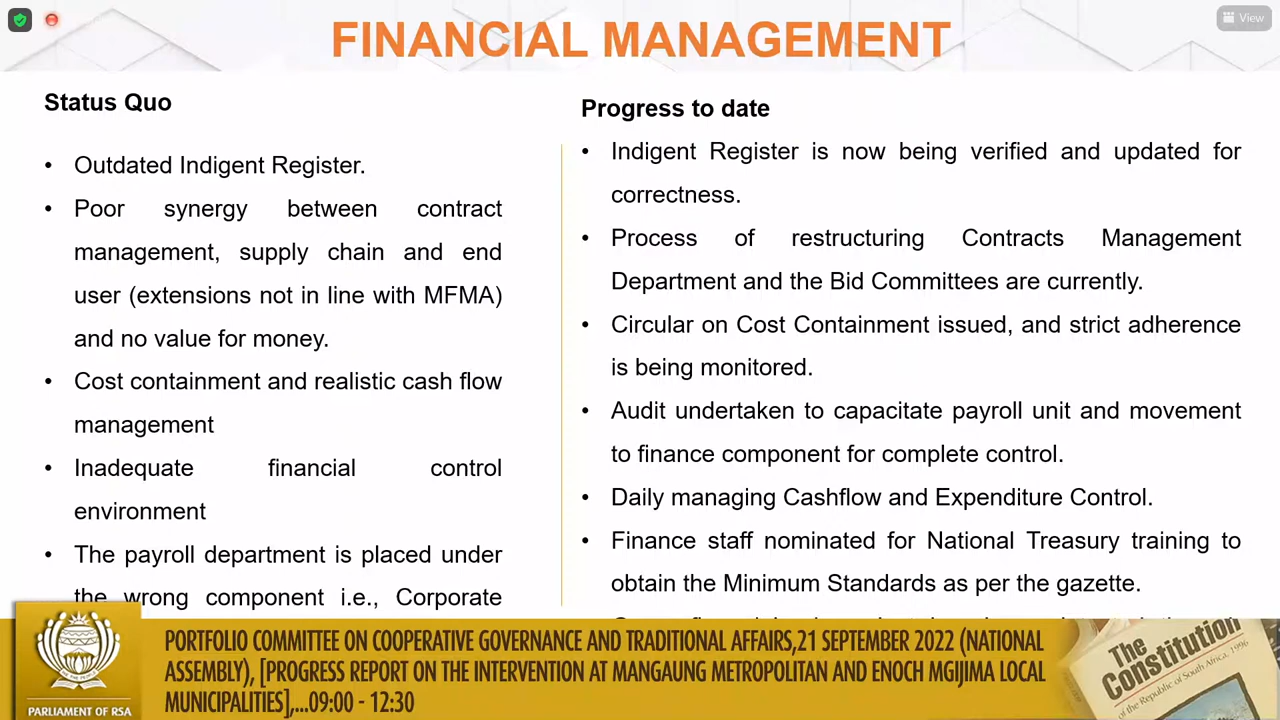 View
FINANCIAL MANAGEMENT
Status Quo
• Outdated Indigent Register.
• Poor synergy between contract
management, supply chain and end
user (extensions not in line with MFMA)
and no value for money.
• Cost containment and realistic cash flow
management
• Inadequate financial control
environment
• The payroll department is placed under
the wrong component i.e., Corporate
Progress to date
• Indigent Register is now being verified and updated for
correctness.
• Process of restructuring Contracts Management
Department and the Bid Committees are currently.
• Circular on Cost Containment issued, and strict adherence
is being monitored.
• Audit undertaken to capacitate payroll unit and movement
to finance component for complete control.
• Daily managing Cashflow and Expenditure Control.
• Finance staff nominated for National Treasury training to
obtain the Minimum Standards as per the gazette.
PORTFOLIO COMMITTEE ON COOPERATIVE GOVERNANCE AND TRADITIONAL AFFAIRS,21 SEPTEMBER 2022 (NATIONAL
ASSEMBLY), [PROGRESS REPORT ON THE INTERVENTION AT MANGAUNG METROPOLITAN AND ENOCH MGIJIMA LOCAL
MUNICIPALITIES],...09:00 - 12:30
PARLIAMENT OF RSA
The
Constitution
of the Republic of South Africa, 1996